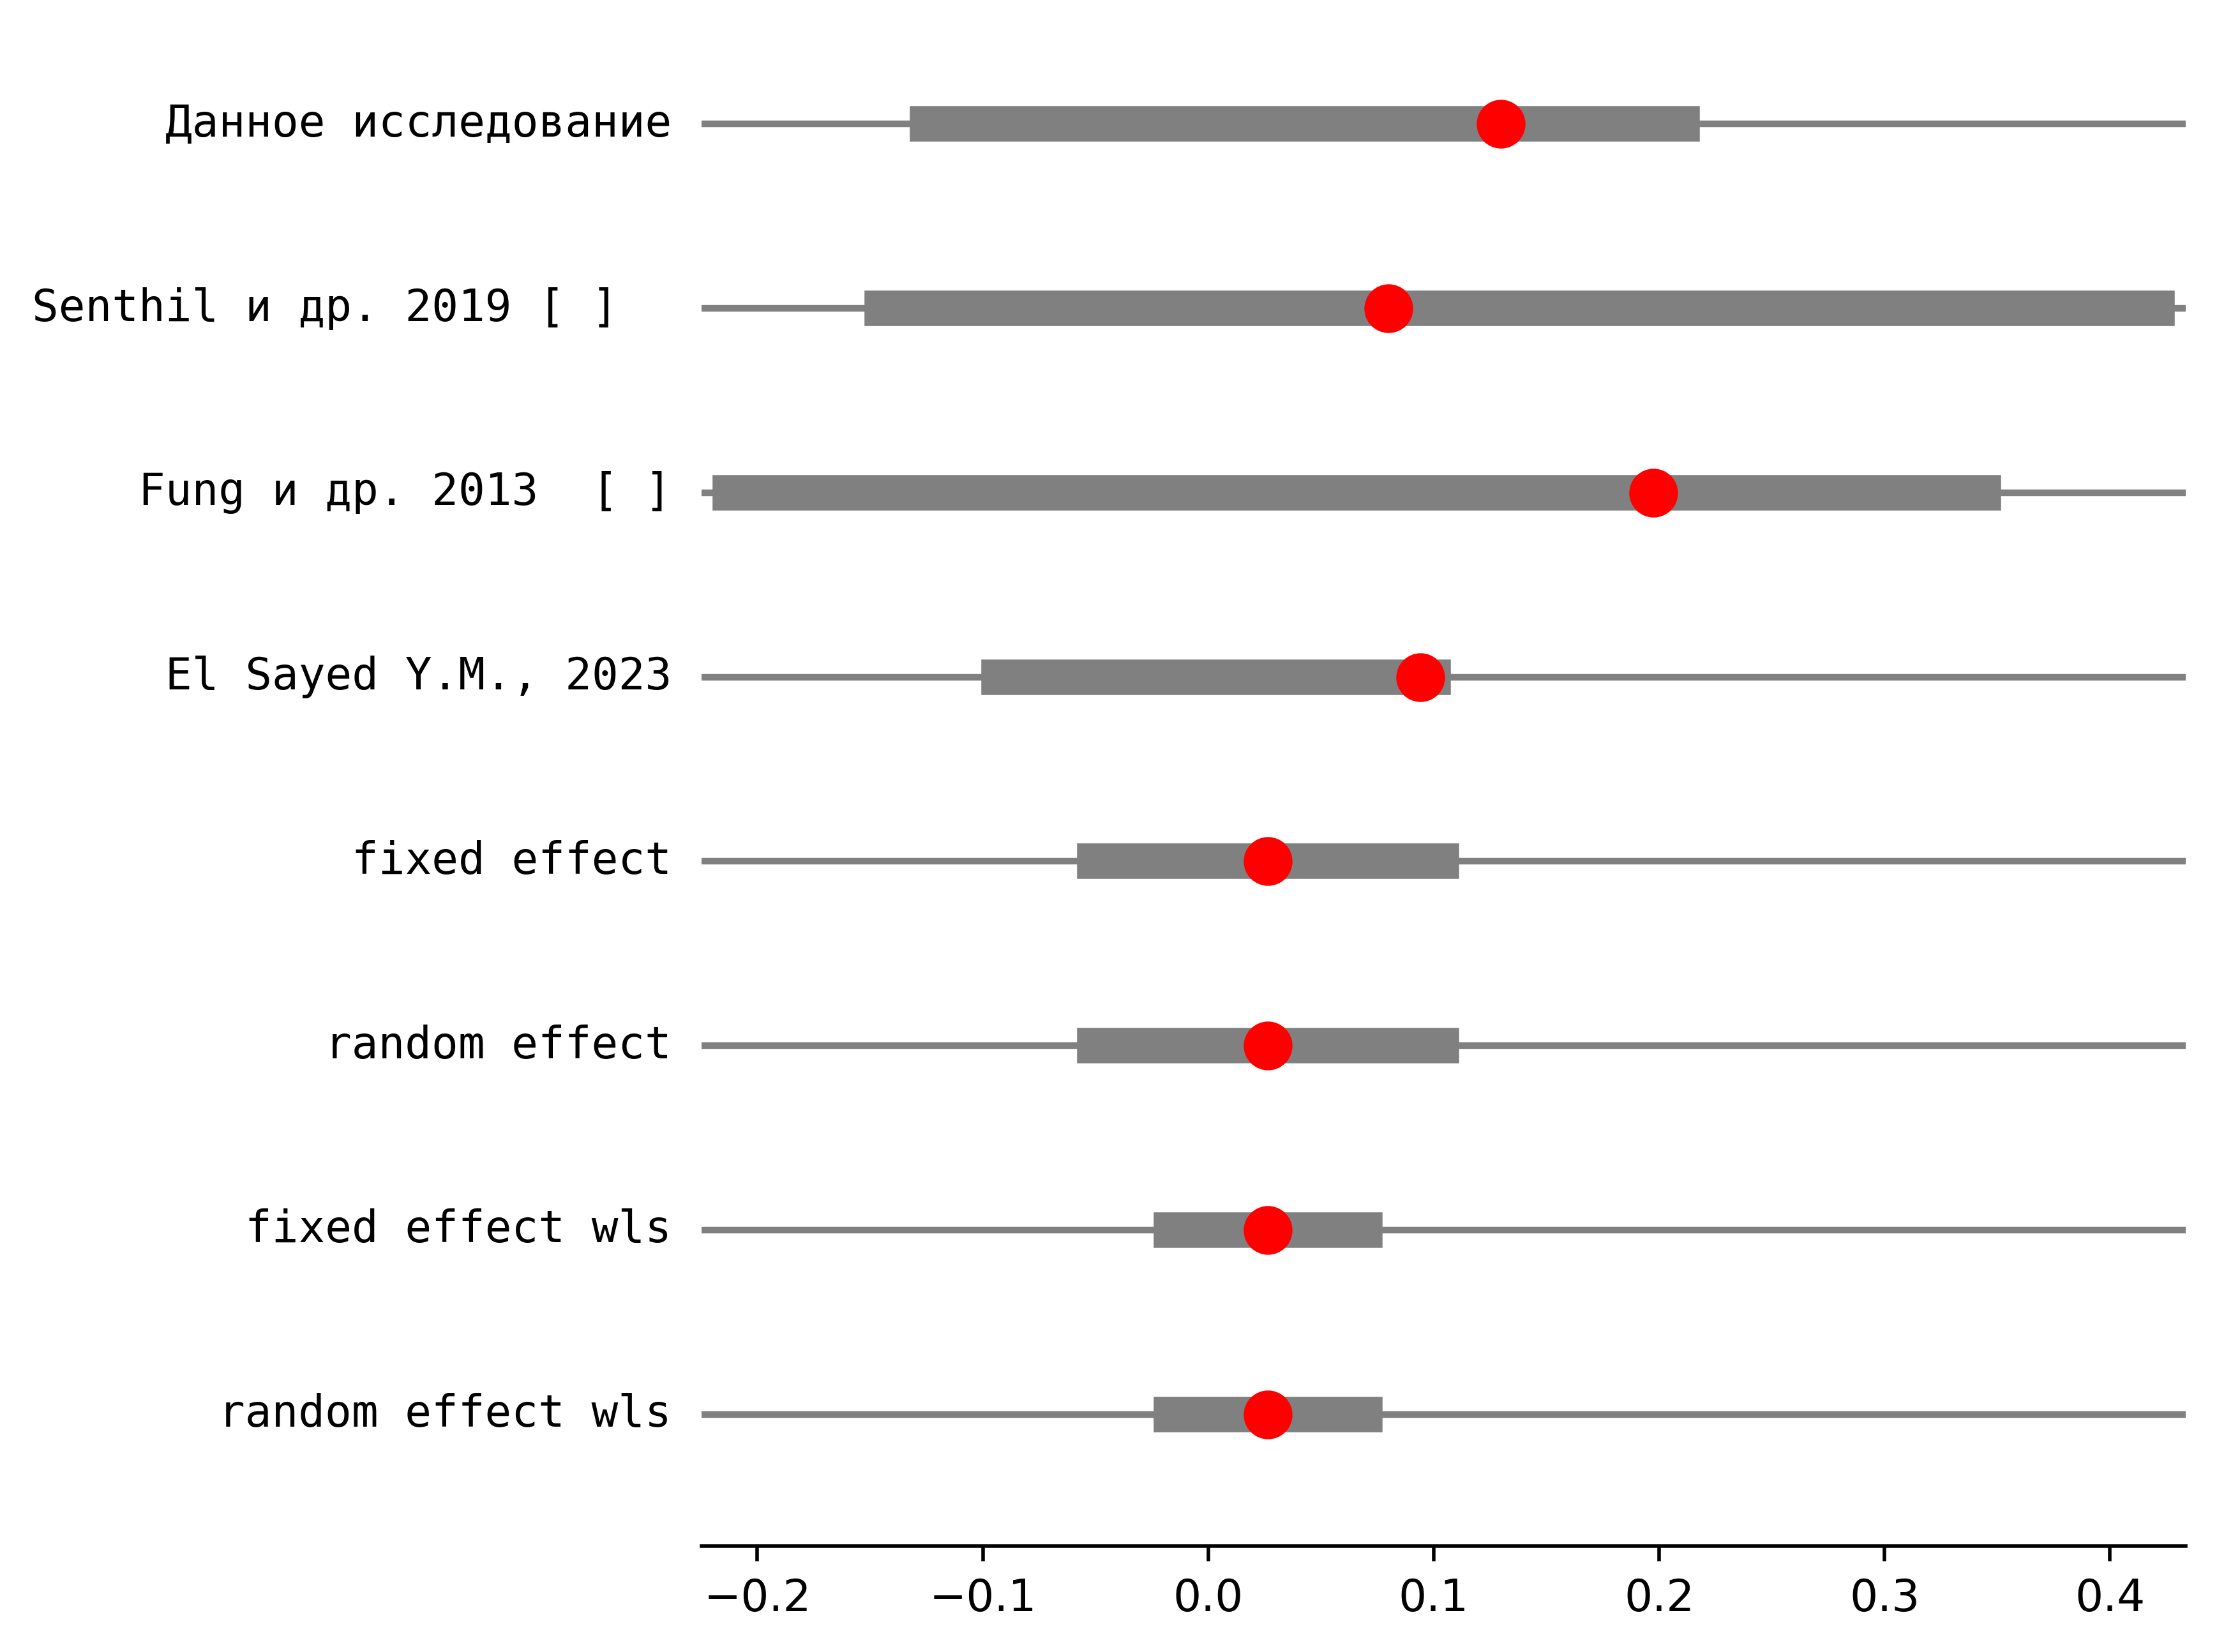 Данное исследование
Senthil и др. 2019 [ ]
Fung и др. 2013  [ ]
El Sayed Y.M., 2023
fixed effect
random effect
fixed effect wls
random effect wls
−0.2 −0.1 0.0 0.1 0.2 0.3 0.4